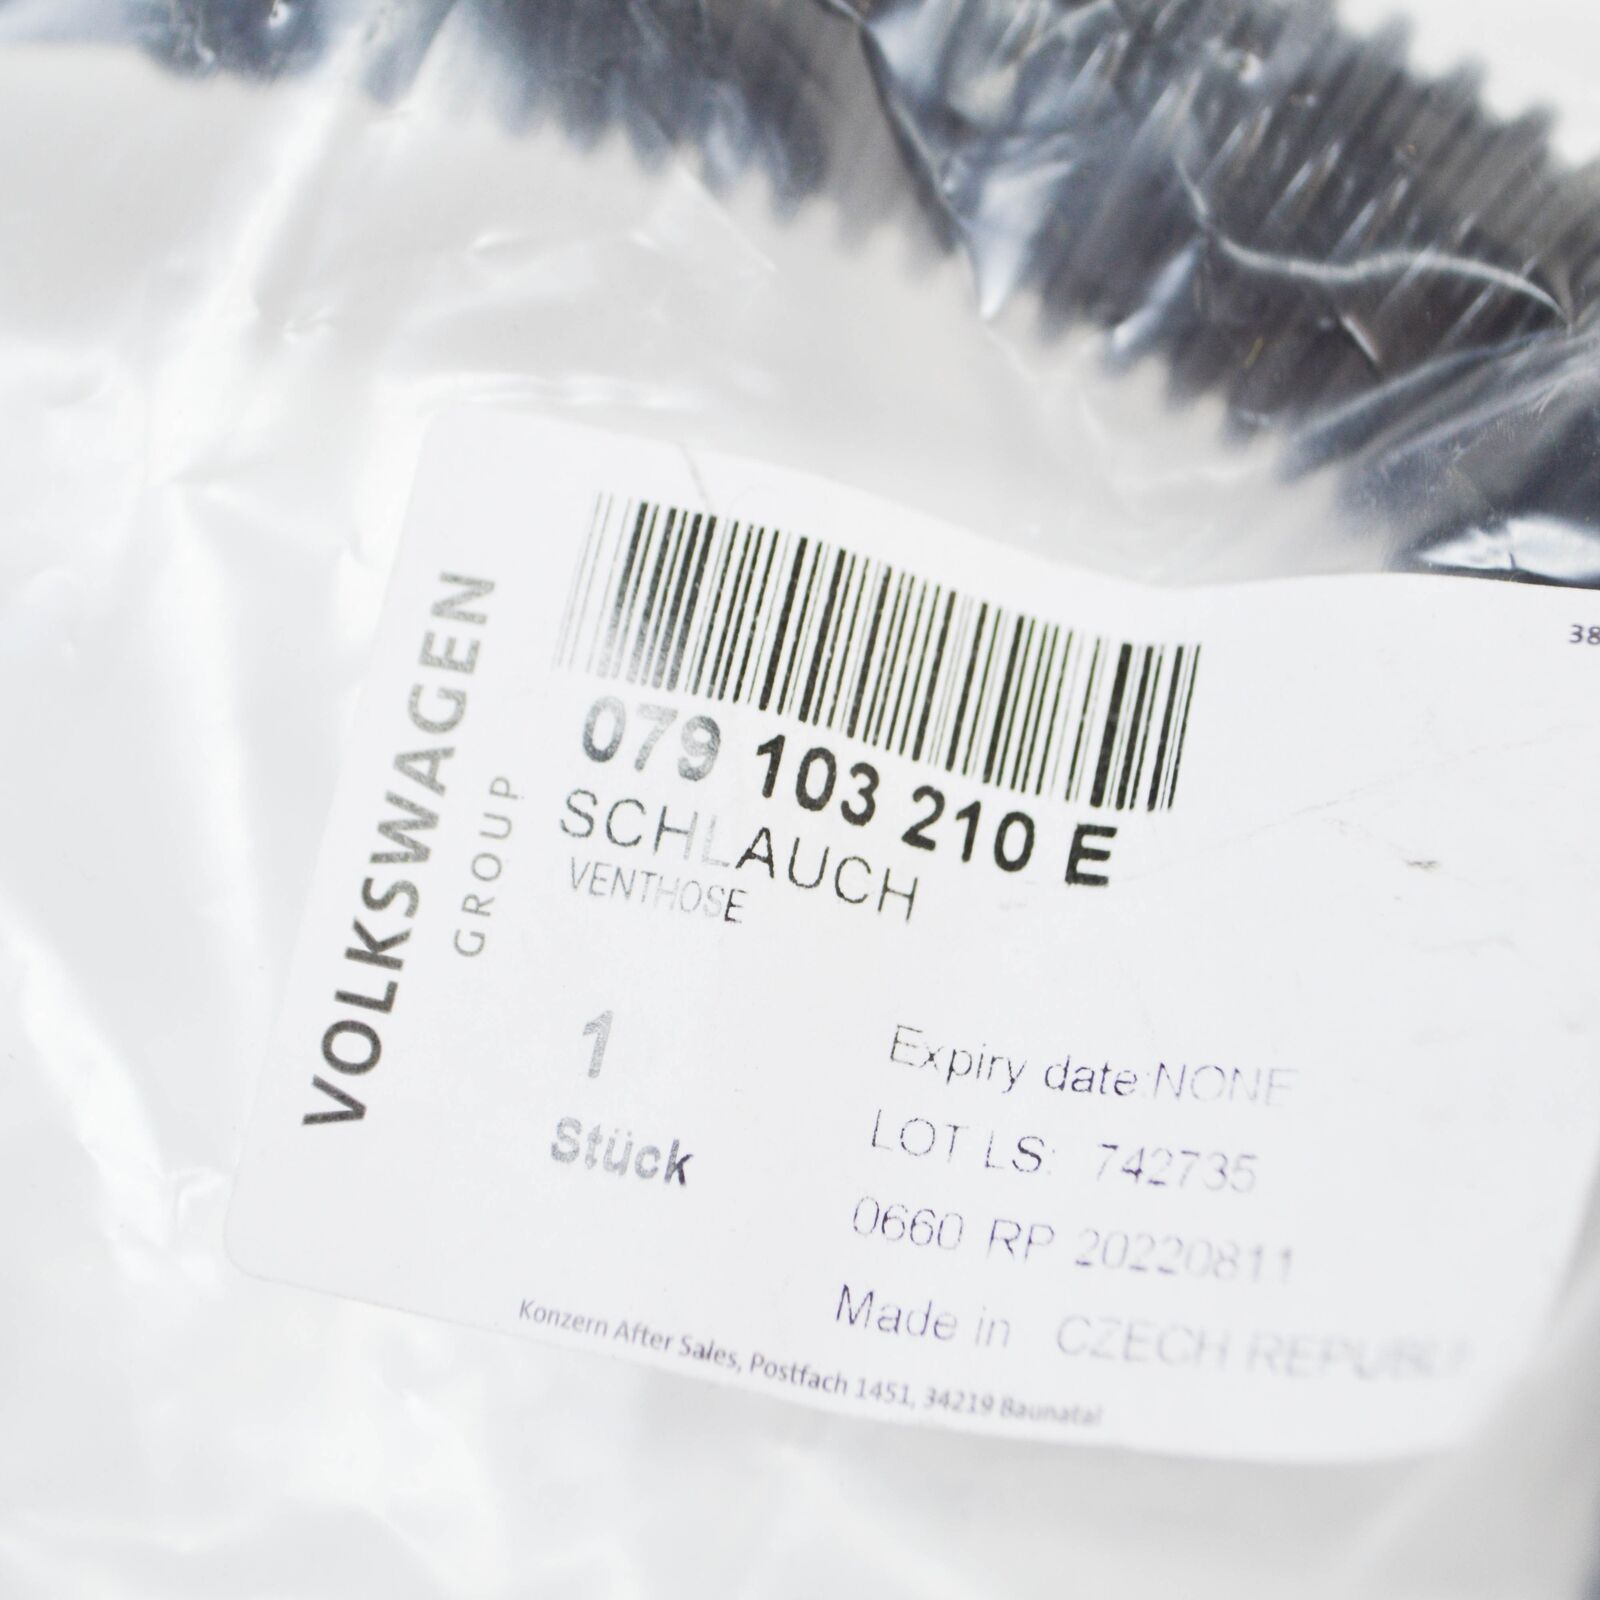 38
VOLKSWAGEN
GROUP
079 103 210 E
SCHLAUCH
VENTHOSE
1
Stück
Expiry date:NONE
LOT LS: 742735
0660 RP 20220811
Made in CZECH
Konzern After Sales, Postfach 1451, 34219 Baunatal